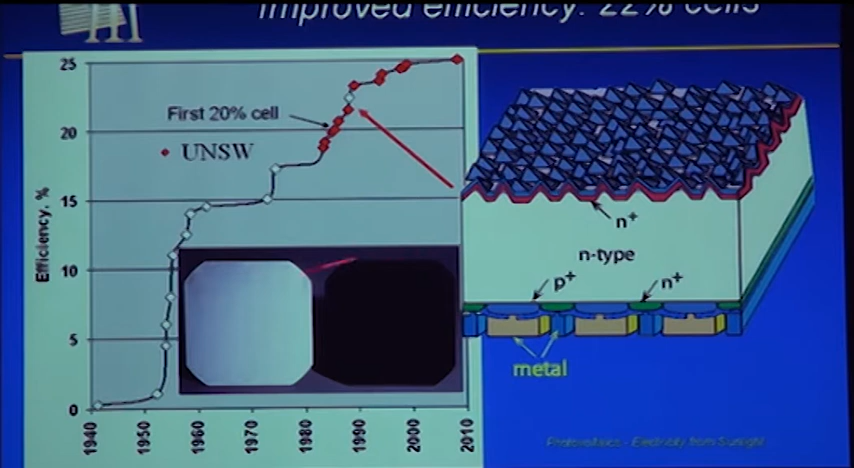 Improved efficiency: 22% cells
25
20
15
10
5
0
Efficiency, %
First 20% cell
UNSW
1940
1950
1960
1970
1980
1990
2000
2010
n+
n-type
p+
n+
metal
Photovoltaics - Electricity from Sunlight